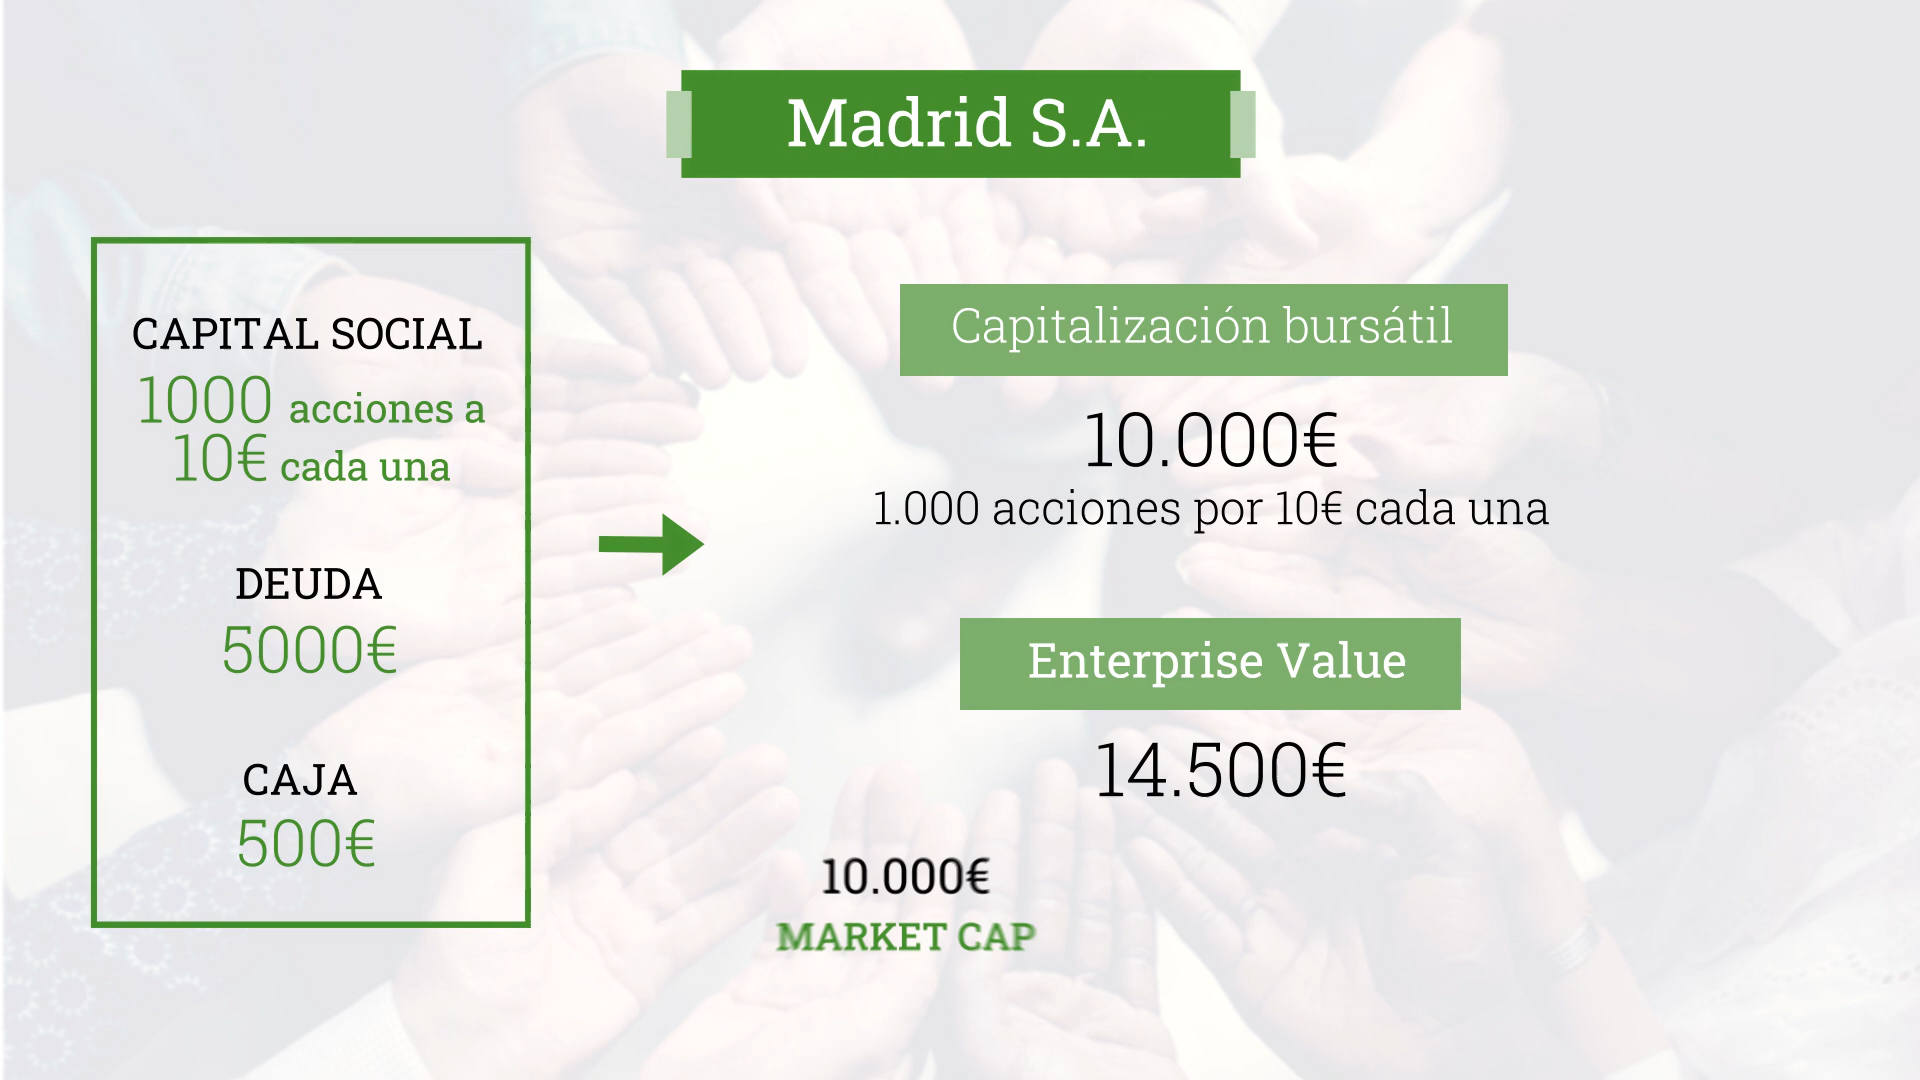 Madrid S.A.
CAPITAL SOCIAL
1000 acciones a
10€ cada una
DEUDA
5000€
CAJA
500€
Capitalización bursátil
10.000€
1.000 acciones por 10€ cada una
Enterprise Value
14.500€
10.000€
MARKET CAP